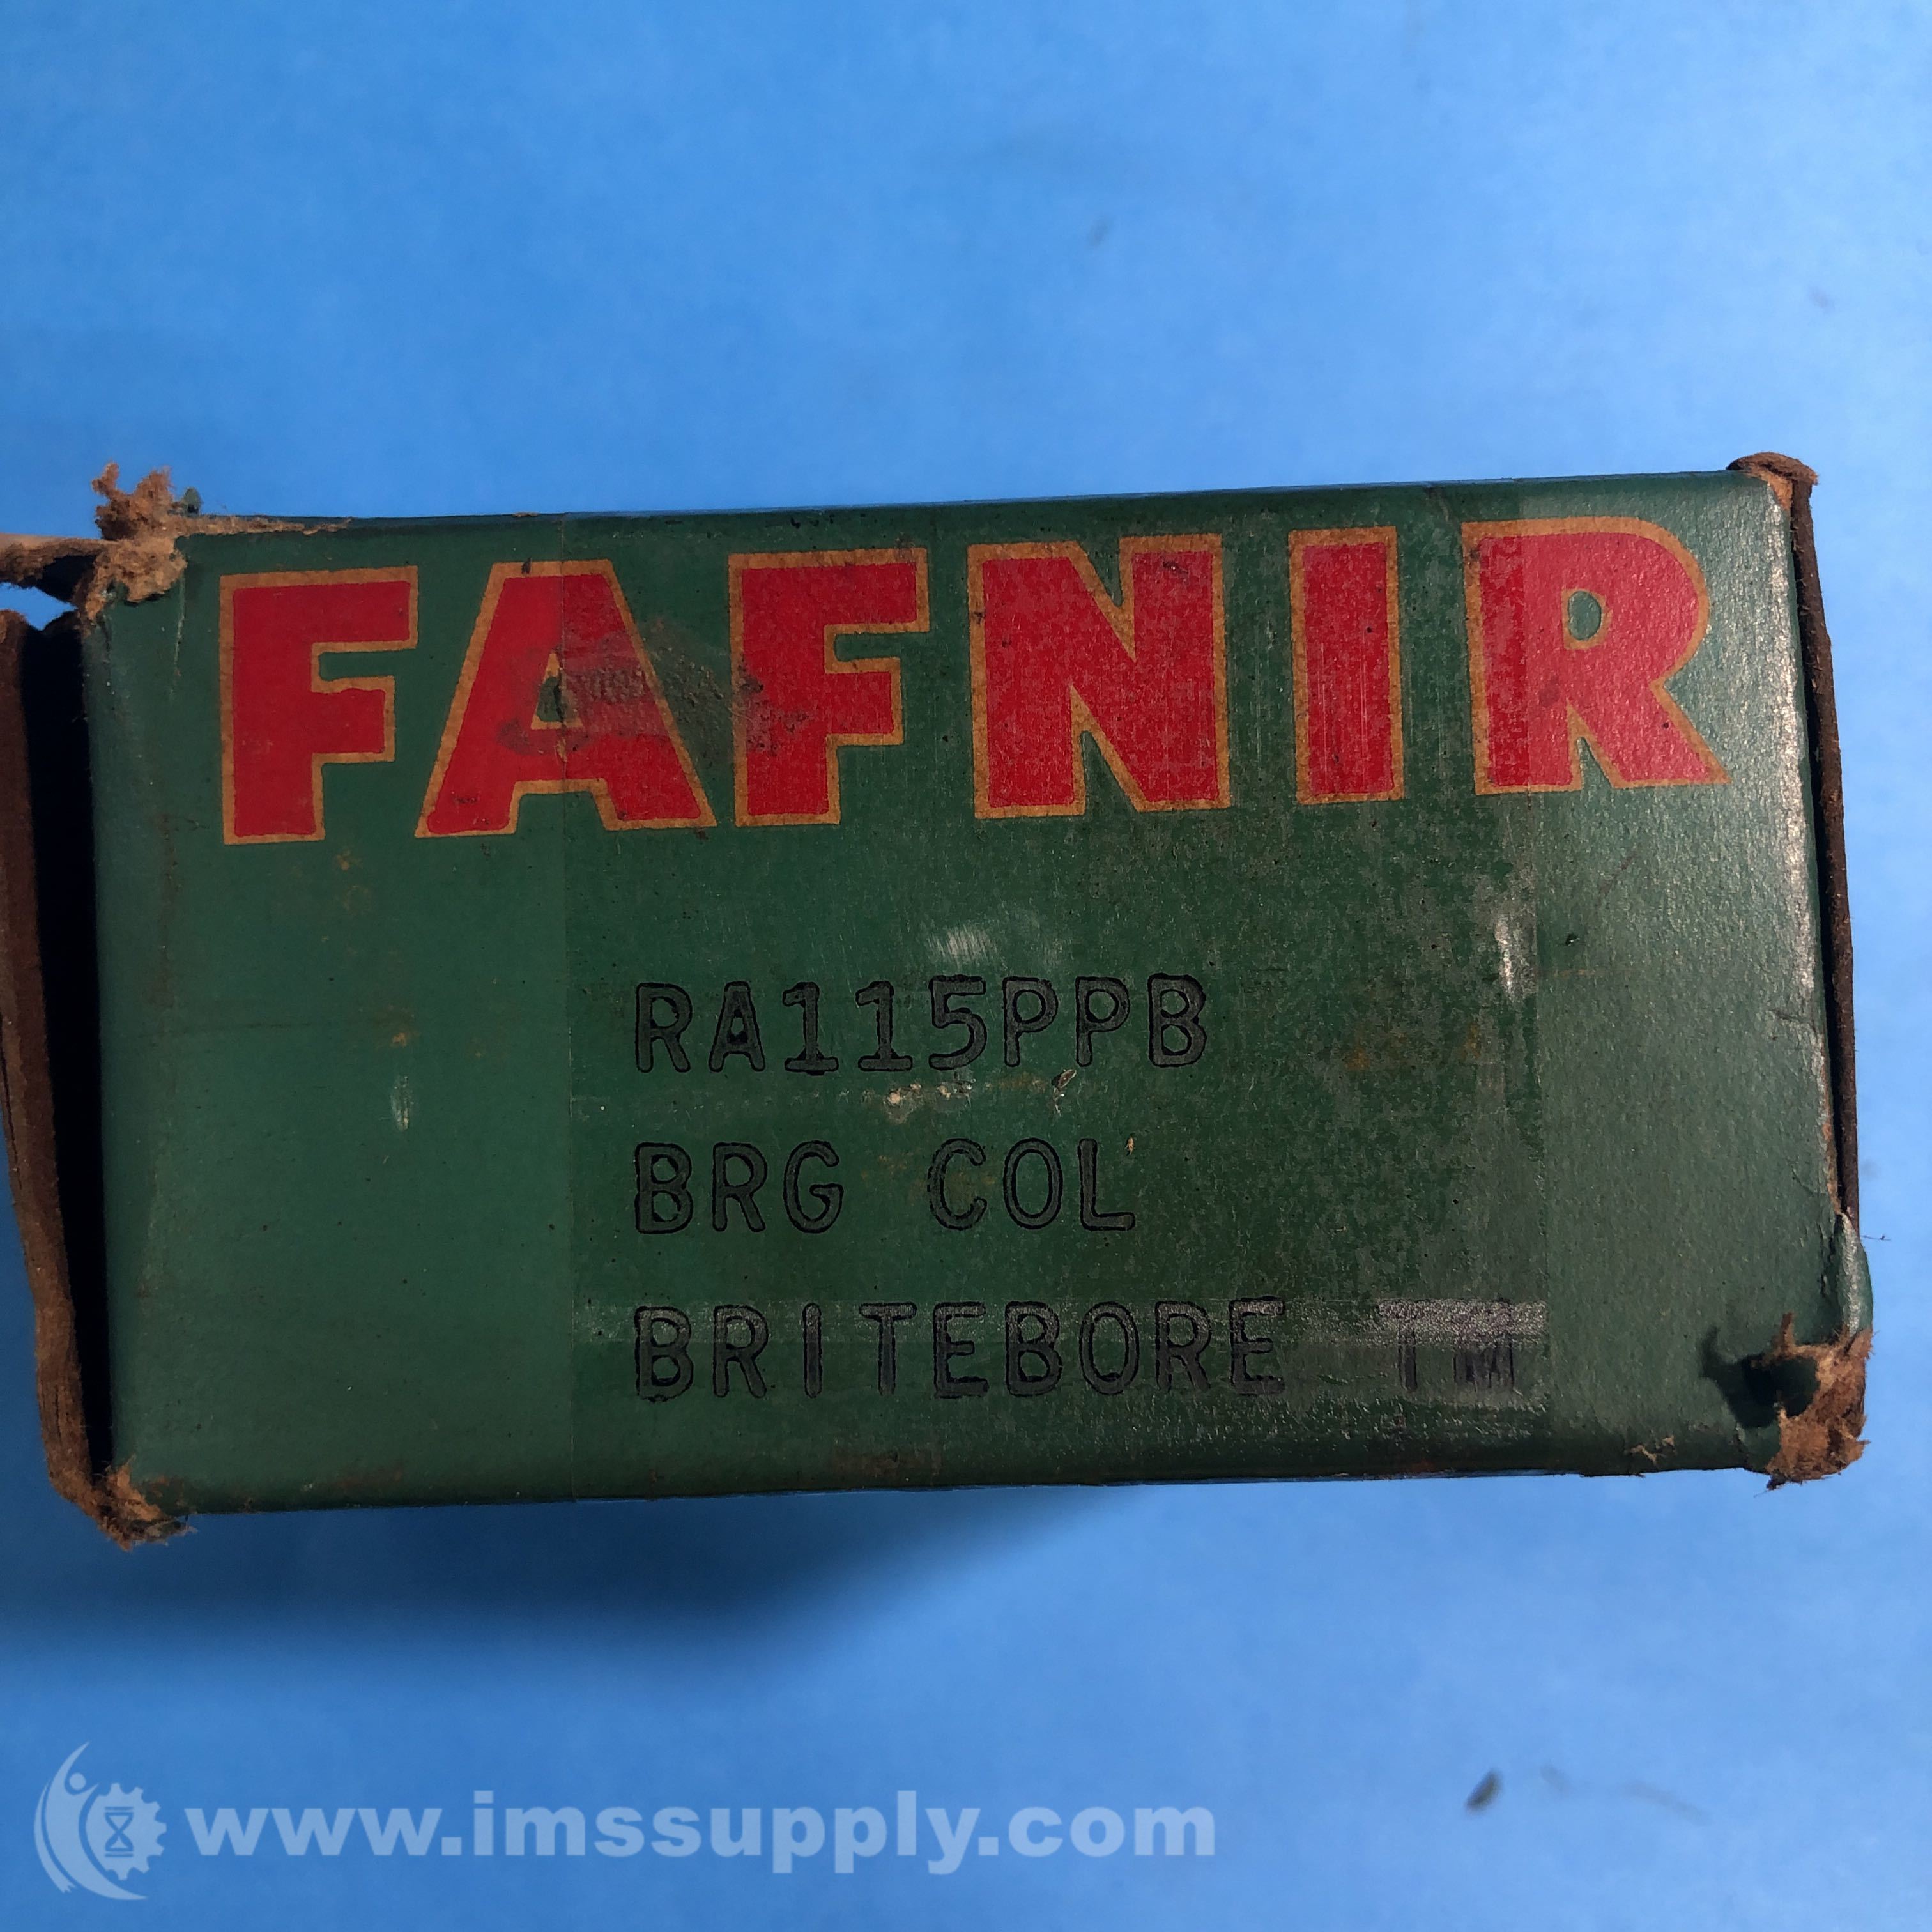 FAFNIR
RA115PPB
BRG COL
BRITEBORE TM
www.imssupply.com